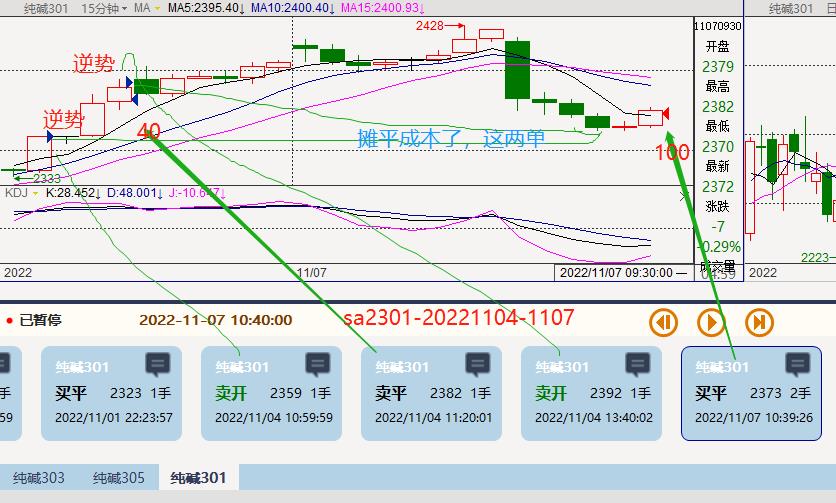 纯碱301 15分钟 MA MA5:2395.40↓ MA10:2400.40↓ MA15:2400.93↓
纯碱301
2428
逆势
逆势
40
摊平成本了，这两单
100
2333
11070930
开盘
2379
最高
2382
最低
2370
最新
2372
涨跌
-7
-0.29%
成交量
KDJ K:28.452↓ D:48.001↓ J:-10.647↓
2223
2022
11/07
2022/11/07 09:30:00
2022
已暂停
2022-11-07 10:40:00
sa2301-20221104-1107
手
59
纯碱301
买平 2323 1手
2022/11/01 22:23:57
纯碱301
卖开 2359 1手
2022/11/04 10:59:59
纯碱301
卖平 2382 1手
2022/11/04 11:20:01
纯碱301
卖开 2392 1手
2022/11/04 13:40:02
纯碱301
买平 2373 2手
2022/11/07 10:39:26
纯碱303 纯碱305 纯碱301